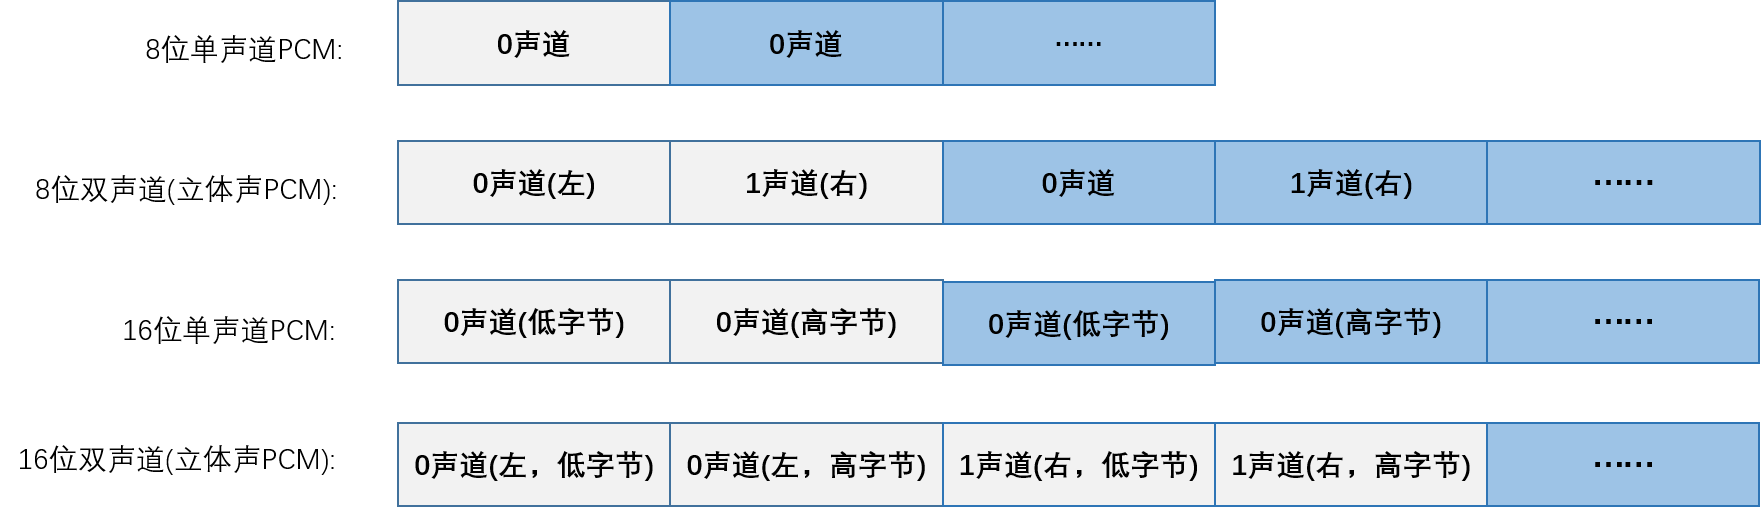 8位单声道PCM: 0声道 0声道 ......
8位双声道(立体声PCM): 0声道(左) 1声道(右) 0声道 1声道(右) ......
16位单声道PCM: 0声道(低字节) 0声道(高字节) 0声道(低字节) 0声道(高字节) ......
16位双声道(立体声PCM): 0声道(左，低字节) 0声道(左，高字节) 1声道(右，低字节) 1声道(右，高字节) ......